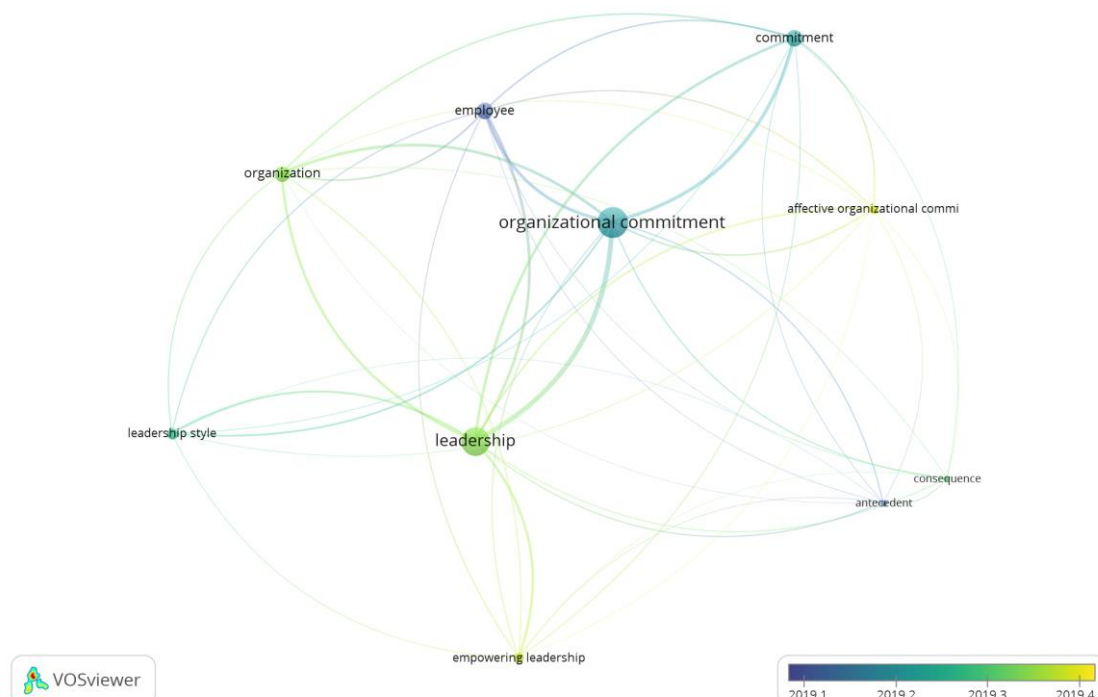 commitment
employee
organization
affective organizational commi
organizational commitment
leadership style
leadership
consequence
antecedent
empowering leadership
VOSviewer
2019.1 2019.2 2019.3 2019.4